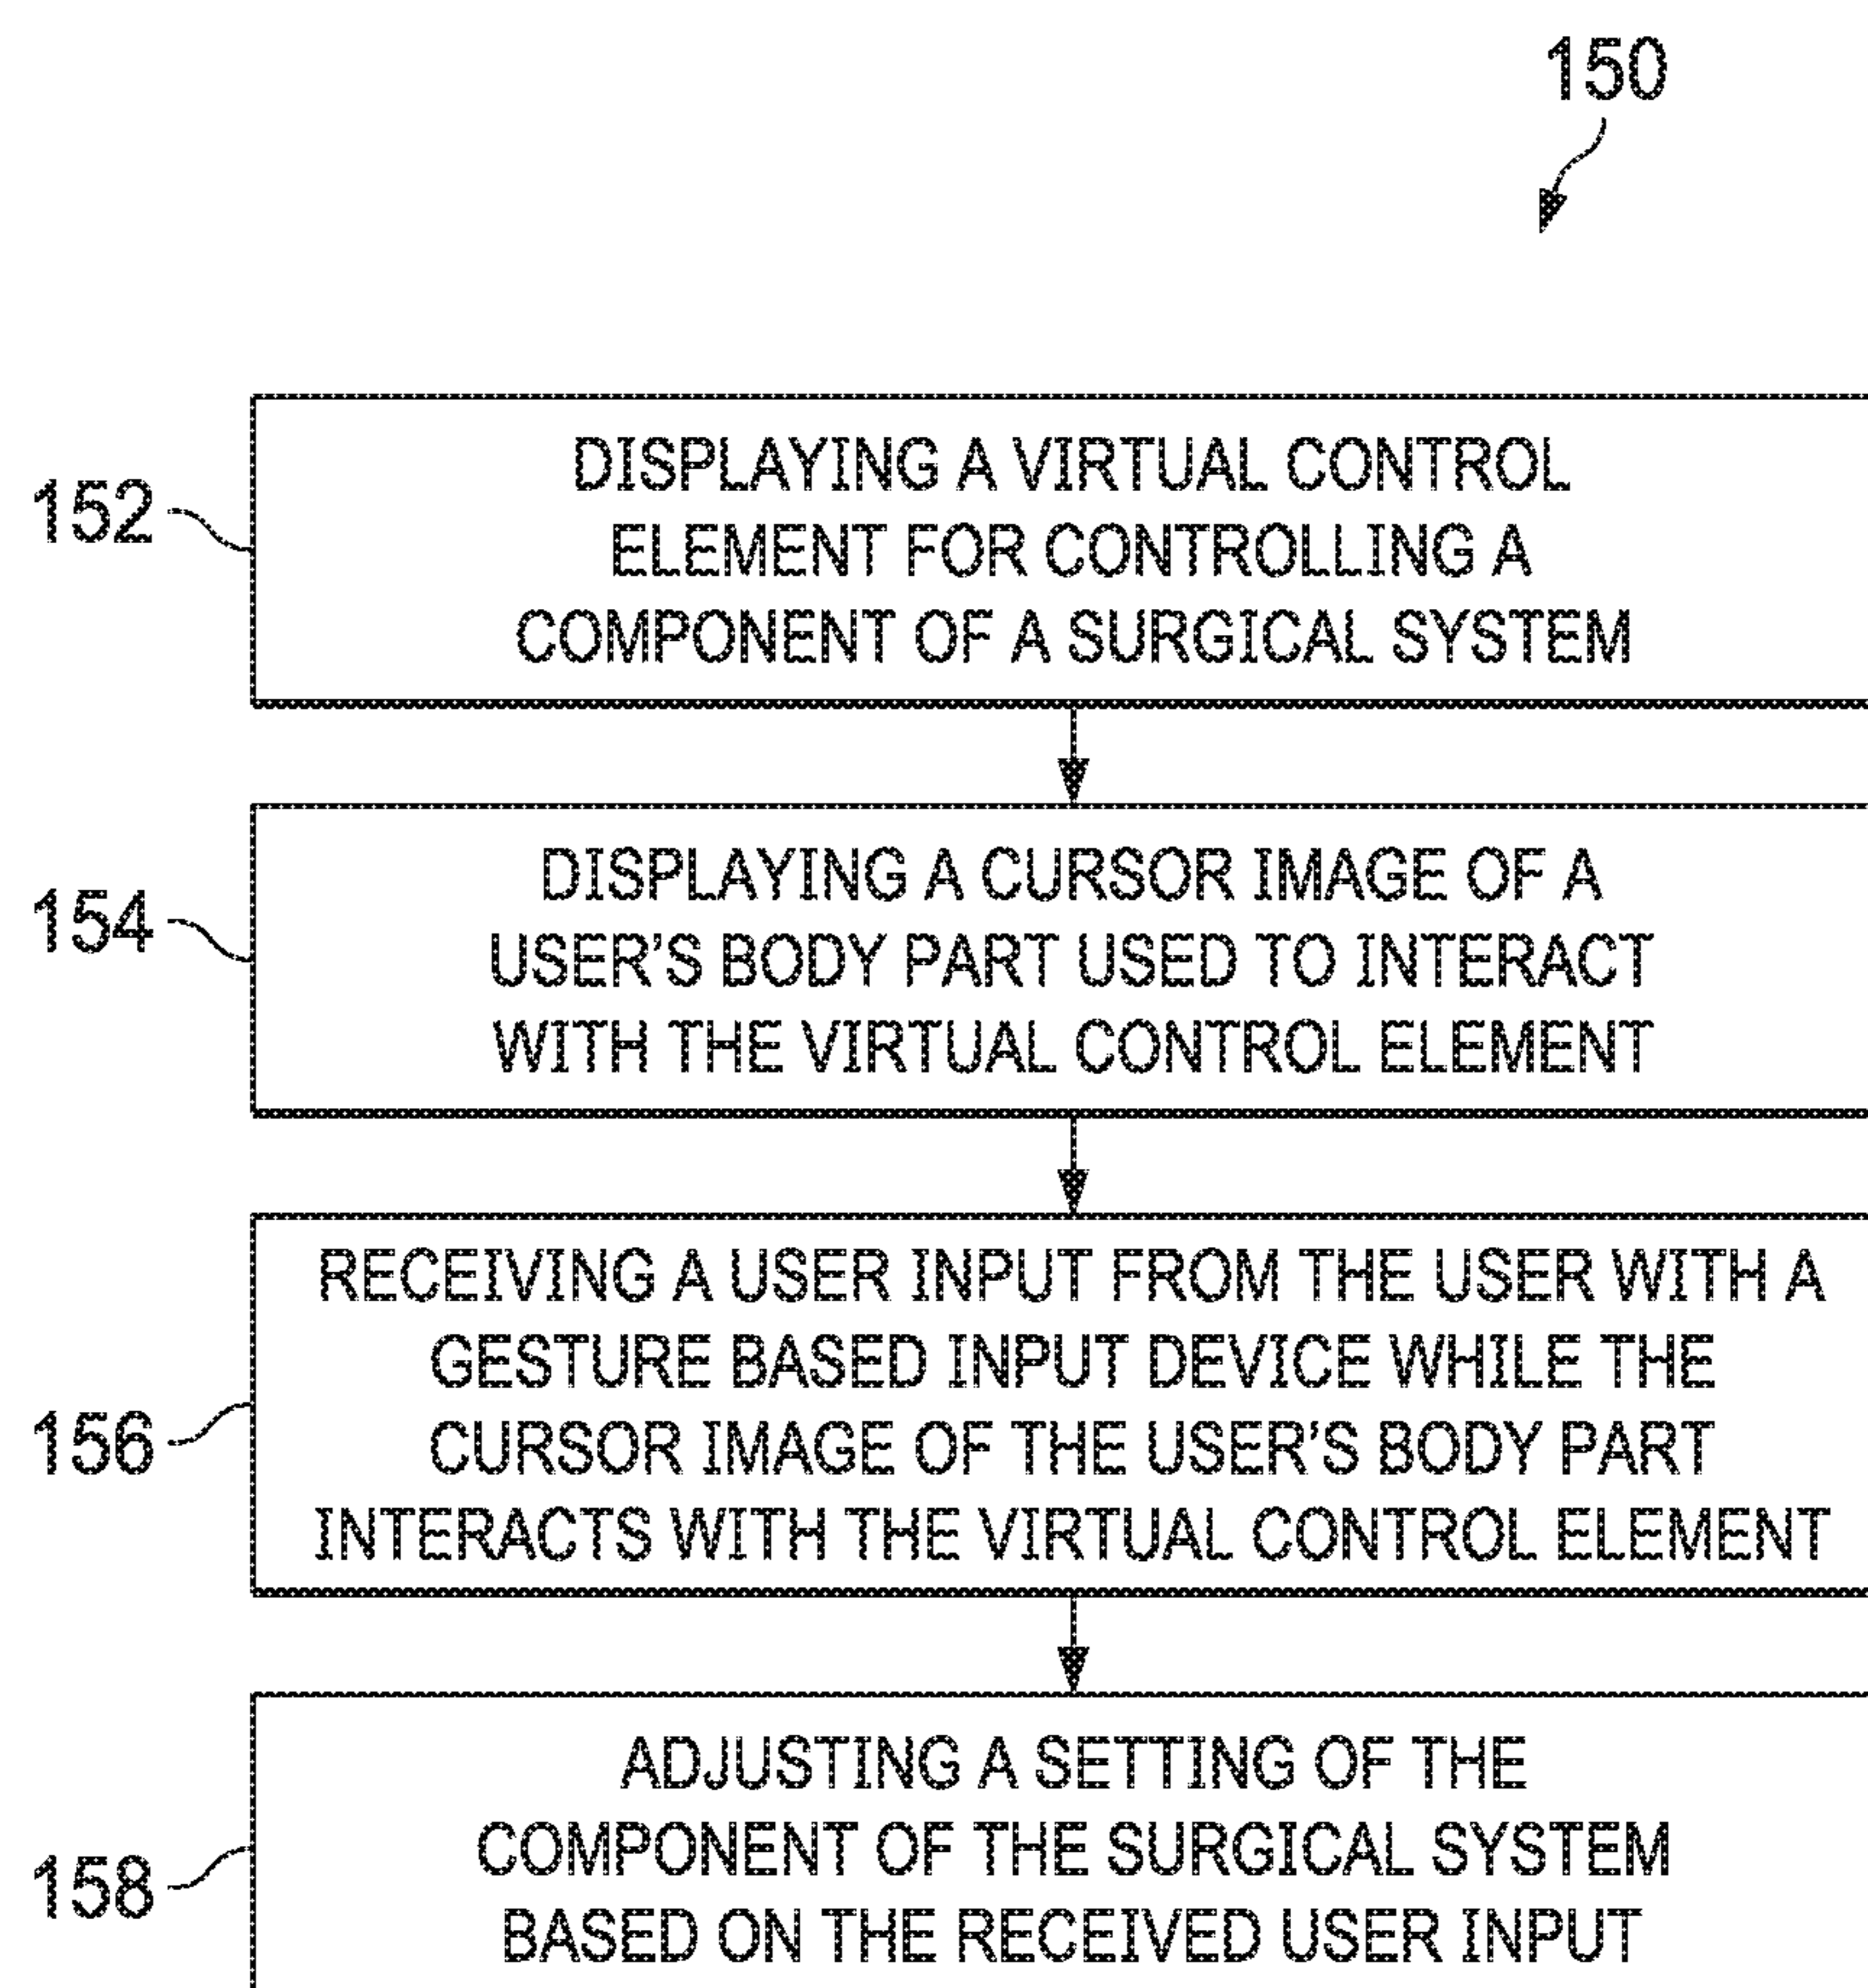 150
152
DISPLAYING A VIRTUAL CONTROL
ELEMENT FOR CONTROLLING A
COMPONENT OF A SURGICAL SYSTEM
154
DISPLAYING A CURSOR IMAGE OF A
USER'S BODY PART USED TO INTERACT
WITH THE VIRTUAL CONTROL ELEMENT
156
RECEIVING A USER INPUT FROM THE USER WITH A
GESTURE BASED INPUT DEVICE WHILE THE
CURSOR IMAGE OF THE USER'S BODY PART
INTERACTS WITH THE VIRTUAL CONTROL ELEMENT
158
ADJUSTING A SETTING OF THE
COMPONENT OF THE SURGICAL SYSTEM
BASED ON THE RECEIVED USER INPUT